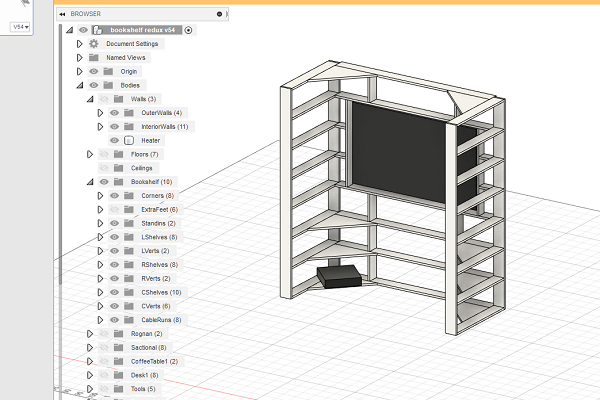 V54
BROWSER
bookshelf redux v54
Document Settings
Named Views
Origin
Bodies
Walls (3)
OuterWalls (4)
InteriorWalls (11)
Heater
Floors (7)
Ceilings
Bookshelf (10)
Corners (8)
ExtraFeet (6)
Standins (2)
LShelves (8)
LVerts (2)
RShelves (8)
RVerts (2)
CShelves (10)
CVerts (6)
CableRuns (8)
Rognan (2)
Sactional (8)
CoffeeTable1 (2)
Desk1 (8)
Tools (5)